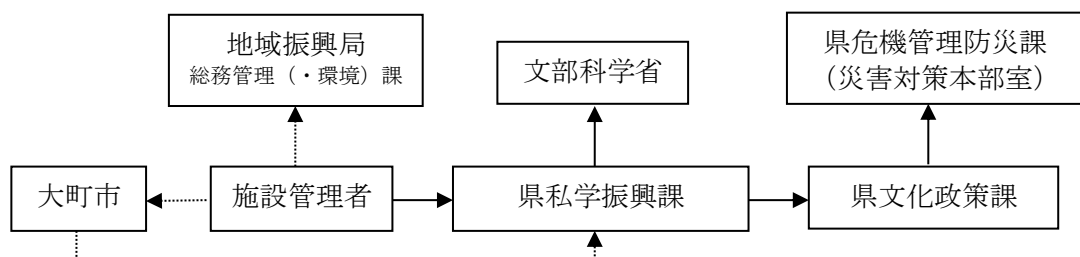 地域振興局
総務管理（・環境）課
文部科学省
県危機管理防災課
（災害対策本部室）
大町市
施設管理者
県私学振興課
県文化政策課